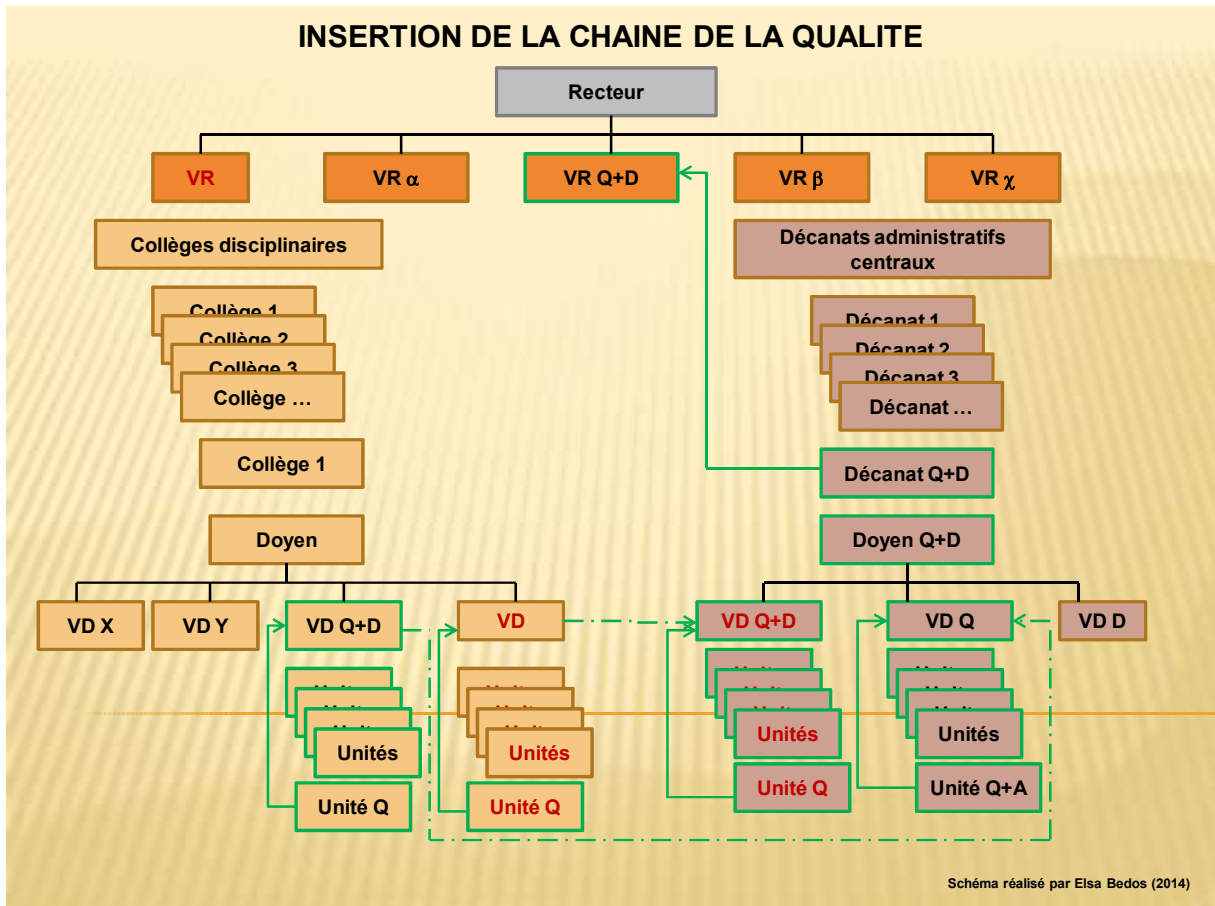 INSERTION DE LA CHAINE DE LA QUALITE
Recteur
VR
VR α
VR Q+D
VR β
VR χ
Collèges disciplinaires
Décanats administratifs
centraux
Collège 1
Collège 2
Collège 3
Collège …
Décanat 1
Décanat 2
Décanat 3
Décanat …
Collège 1
Décanat Q+D
Doyen
Doyen Q+D
VD X
VD Y
VD Q+D
VD
VD Q+D
VD Q
VD D
Unités
Unités
Unités
Unités
Unité Q
Unité Q
Unité Q
Unité Q+A
Schéma réalisé par Elsa Bedos (2014)